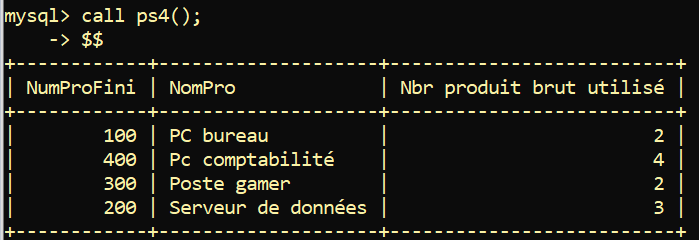 mysql> call ps4();
    -> $$
+------------+--------------------+---------------------------+
| NumProFini | NomPro             | Nbr produit brut utilisé |
+------------+--------------------+---------------------------+
|        100 | PC bureau          |                         2 |
|        400 | Pc comptabilité    |                         4 |
|        300 | Poste gamer        |                         2 |
|        200 | Serveur de données |                         3 |
+------------+--------------------+---------------------------+